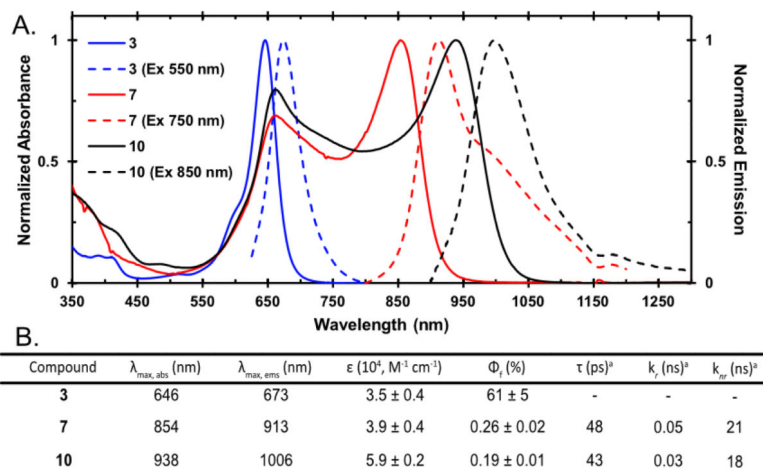 A.
Normalized Absorbance
Normalized Emission
1
0.5
0
1
0.5
0
3
3 (Ex 550 nm)
7
7 (Ex 750 nm)
10
10 (Ex 850 nm)
350 450 550 650 750 850 950 1050 1150 1250
Wavelength (nm)
B.
Compound λmax, abs (nm) λmax, ems (nm) ε (10⁴, M⁻¹ cm⁻¹) Φf (%) τ (ps)ᵃ kr (ns)ᵃ knr (ns)ᵃ
3 646 673 3.5 ± 0.4 61 ± 5 - - -
7 854 913 3.9 ± 0.4 0.26 ± 0.02 48 0.05 21
10 938 1006 5.9 ± 0.2 0.19 ± 0.01 43 0.03 18